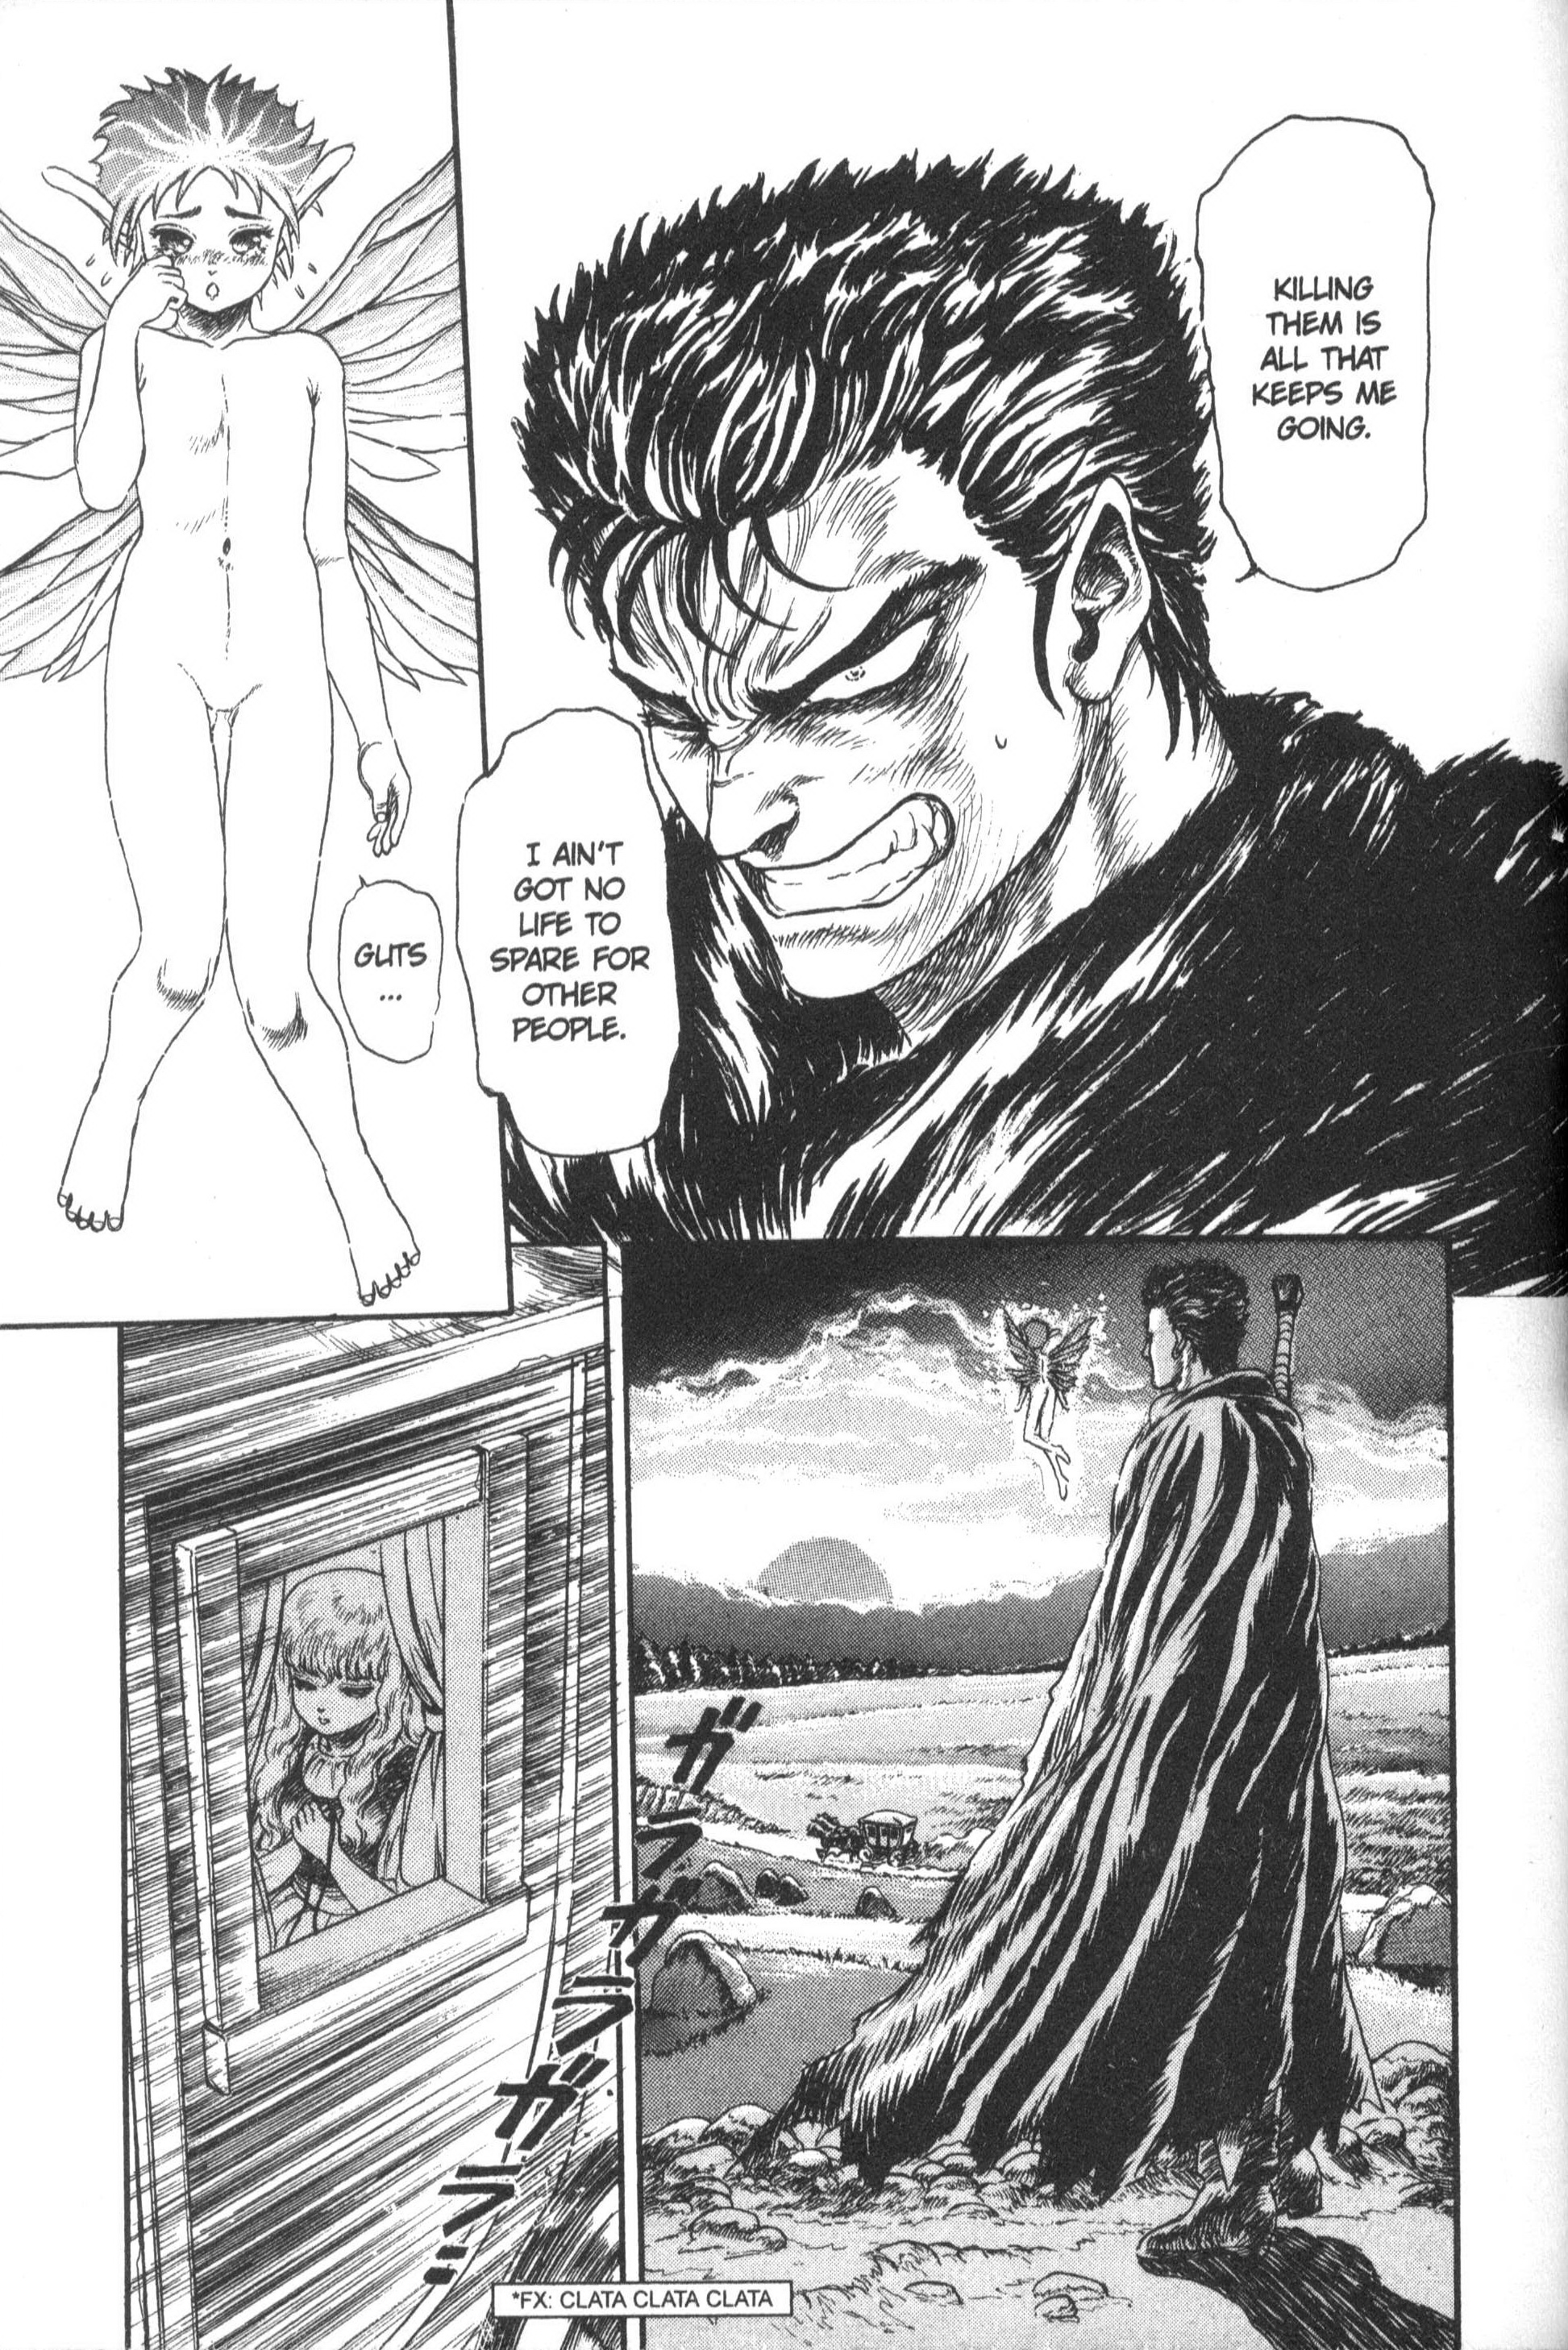 KILLING
THEM IS
ALL THAT
KEEPS ME
GOING.
I AIN'T
GOT NO
LIFE TO
SPARE FOR
OTHER
PEOPLE.
GUTS
...
ガラガラガラ
*FX: CLATA CLATA CLATA